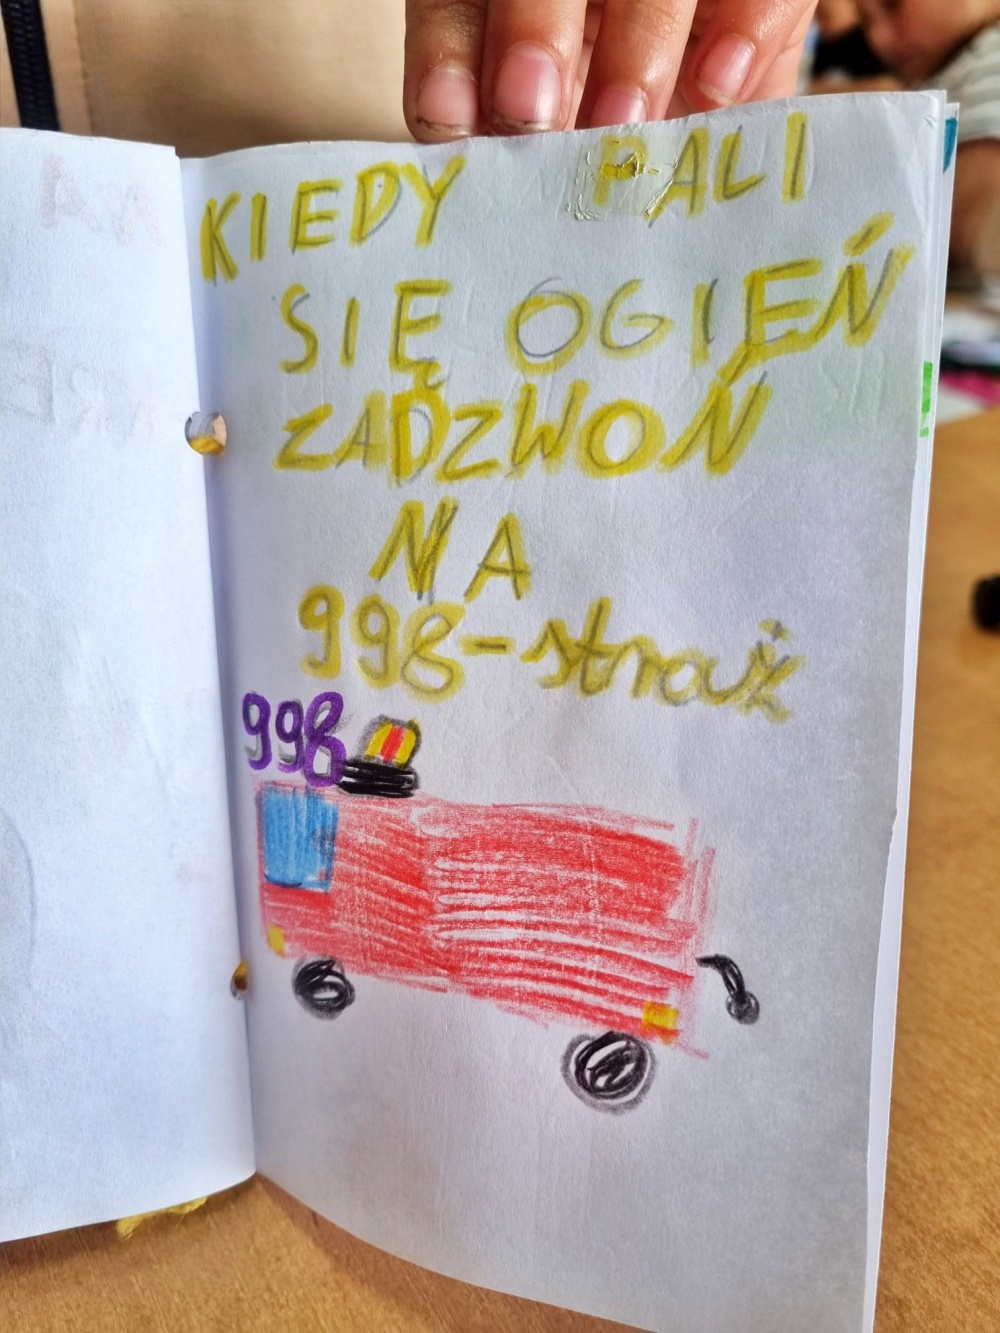 KIEDY PALI
SIĘ OGIEŃ
ZADZWOŃ
NA
998-straż
998